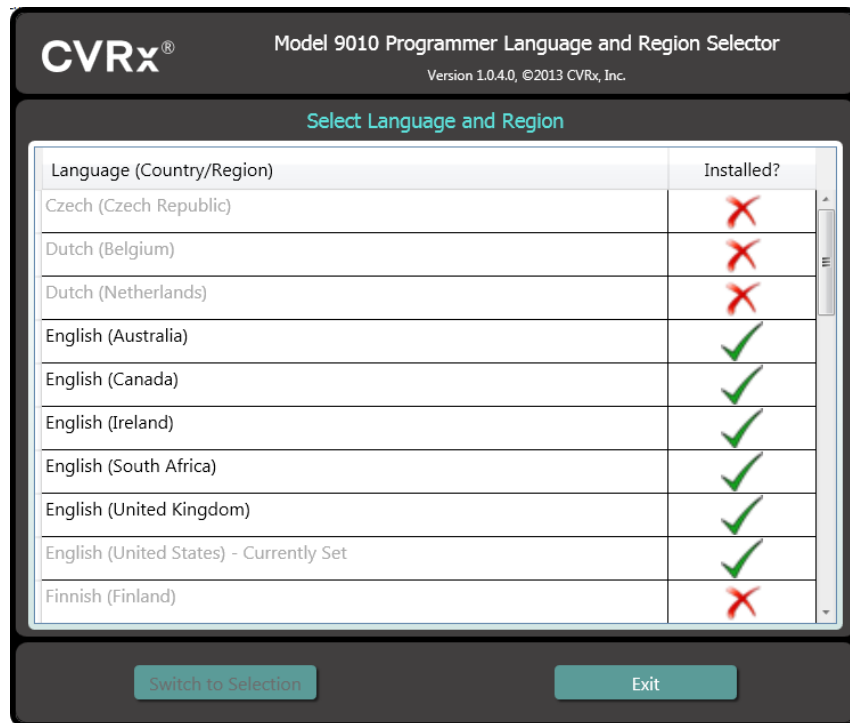 CVRx®
Model 9010 Programmer Language and Region Selector
Version 1.0.4.0, ©2013 CVRx, Inc.
Select Language and Region
Language (Country/Region) Installed?
Czech (Czech Republic)
Dutch (Belgium)
Dutch (Netherlands)
English (Australia)
English (Canada)
English (Ireland)
English (South Africa)
English (United Kingdom)
English (United States) - Currently Set
Finnish (Finland)
Switch to Selection Exit